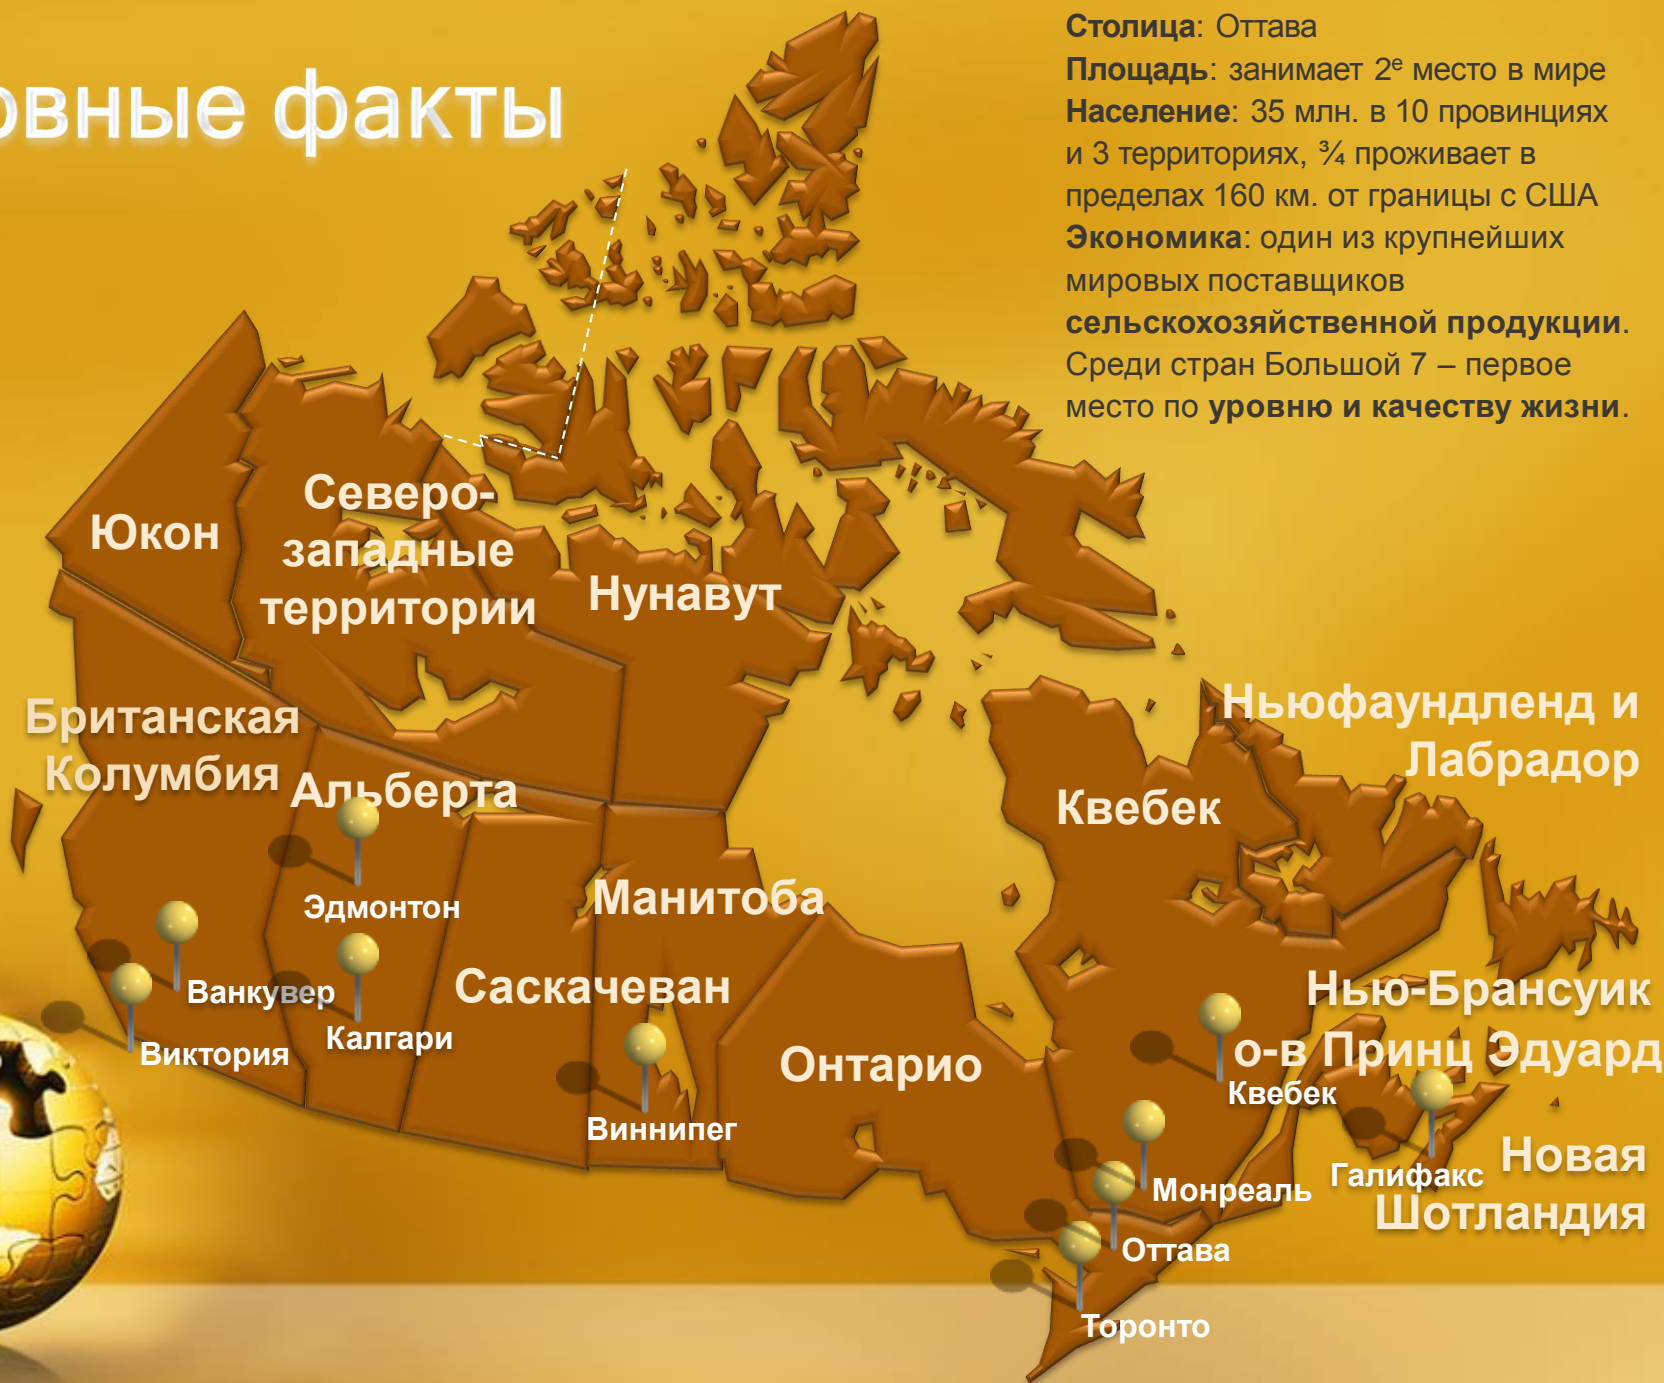 овные факты
Столица: Оттава
Площадь: занимает 2е место в мире
Население: 35 млн. в 10 провинциях
и 3 территориях, ¾ проживает в
пределах 160 км. от границы с США
Экономика: один из крупнейших
мировых поставщиков
сельскохозяйственной продукции.
Среди стран Большой 7 – первое
место по уровню и качеству жизни.
Юкон
Северо-
западные
территории
Нунавут
Британская
Колумбия
Альберта
Ньюфаундленд и
Лабрадор
Квебек
Эдмонтон
Манитоба
Ванкувер
Саскачеван
Виктория
Калгари
Виннипег
Онтарио
Нью-Брансуик
о-в Принц Эдуард
Квебек
Монреаль
Галифакс
Новая
Шотландия
Оттава
Торонто